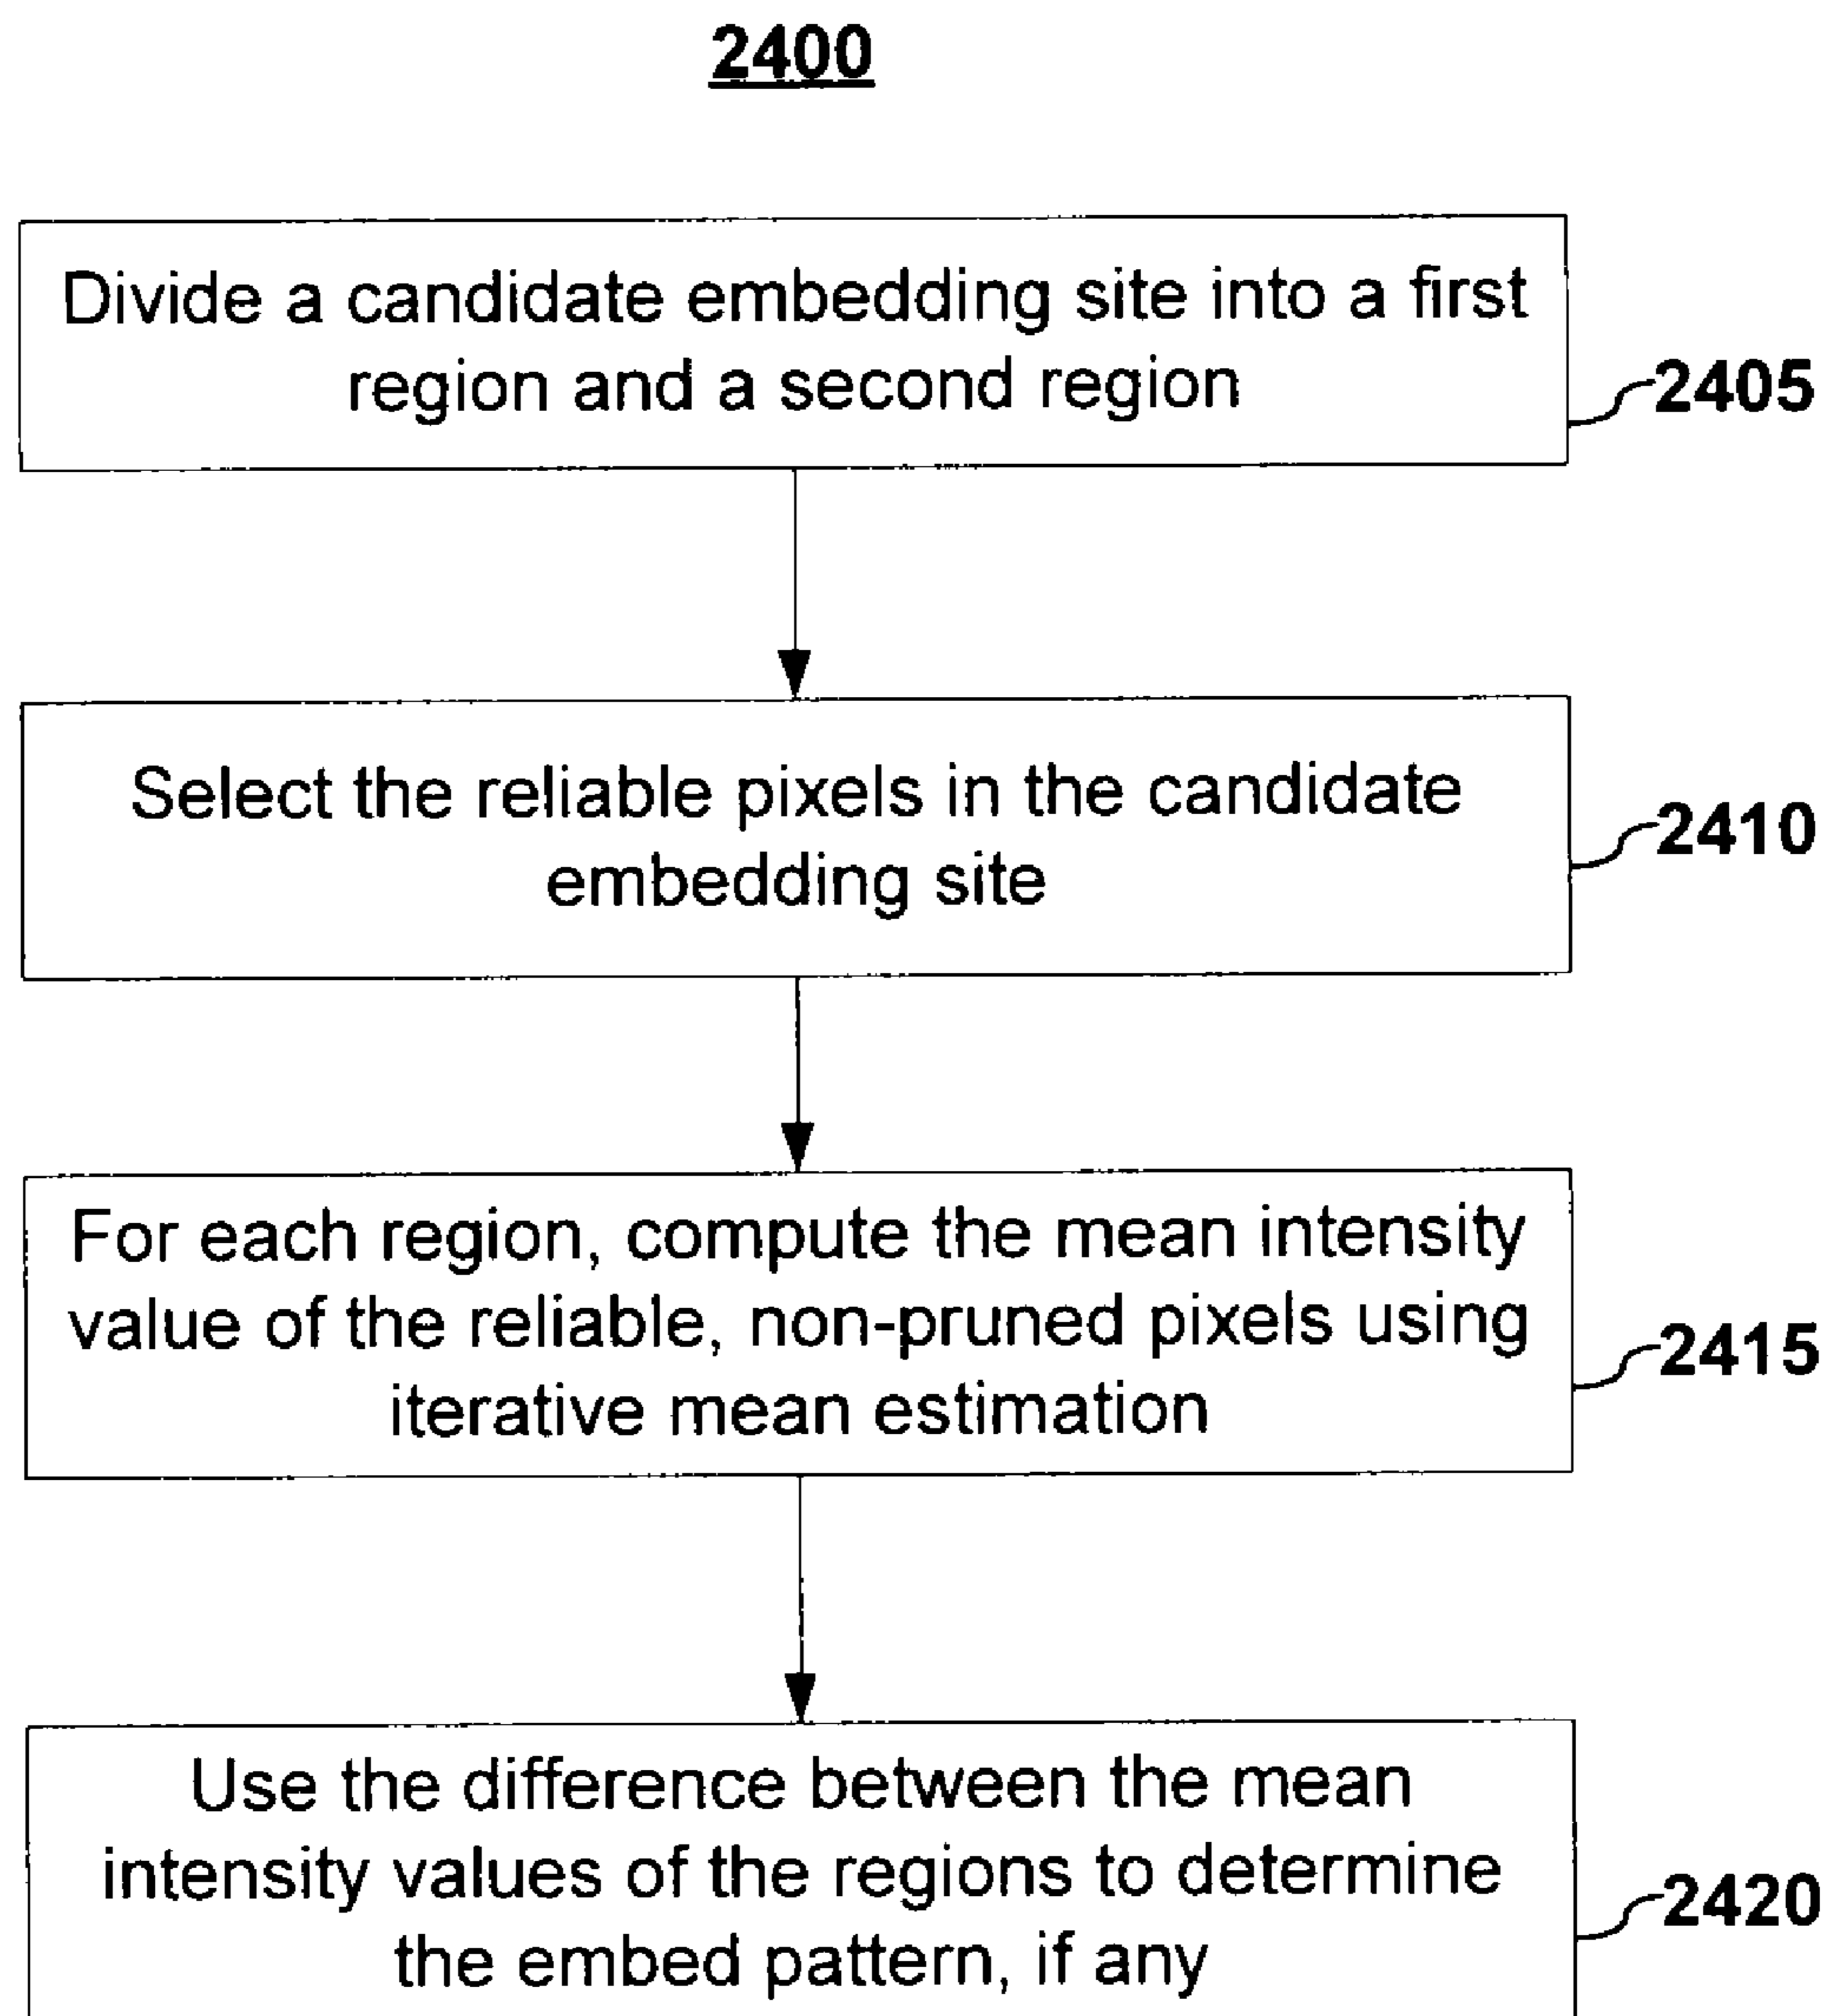 2400
Divide a candidate embedding site into a first
region and a second region
2405
Select the reliable pixels in the candidate
embedding site
2410
For each region, compute the mean intensity
value of the reliable, non-pruned pixels using
iterative mean estimation
2415
Use the difference between the mean
intensity values of the regions to determine
the embed pattern, if any
2420